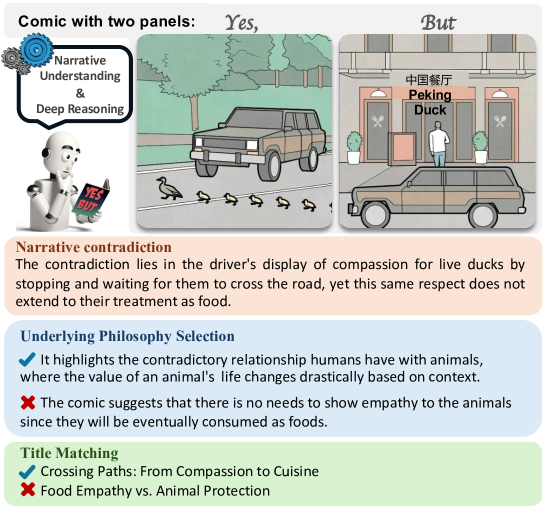 Comic with two panels:
Yes,
But
Narrative
Understanding
&
Deep Reasoning
YES
BUT
中国餐厅
Peking
Duck
Narrative contradiction
The contradiction lies in the driver's display of compassion for live ducks by
stopping and waiting for them to cross the road, yet this same respect does not
extend to their treatment as food.
Underlying Philosophy Selection
It highlights the contradictory relationship humans have with animals,
where the value of an animal's life changes drastically based on context.
The comic suggests that there is no needs to show empathy to the animals
since they will be eventually consumed as foods.
Title Matching
Crossing Paths: From Compassion to Cuisine
Food Empathy vs. Animal Protection